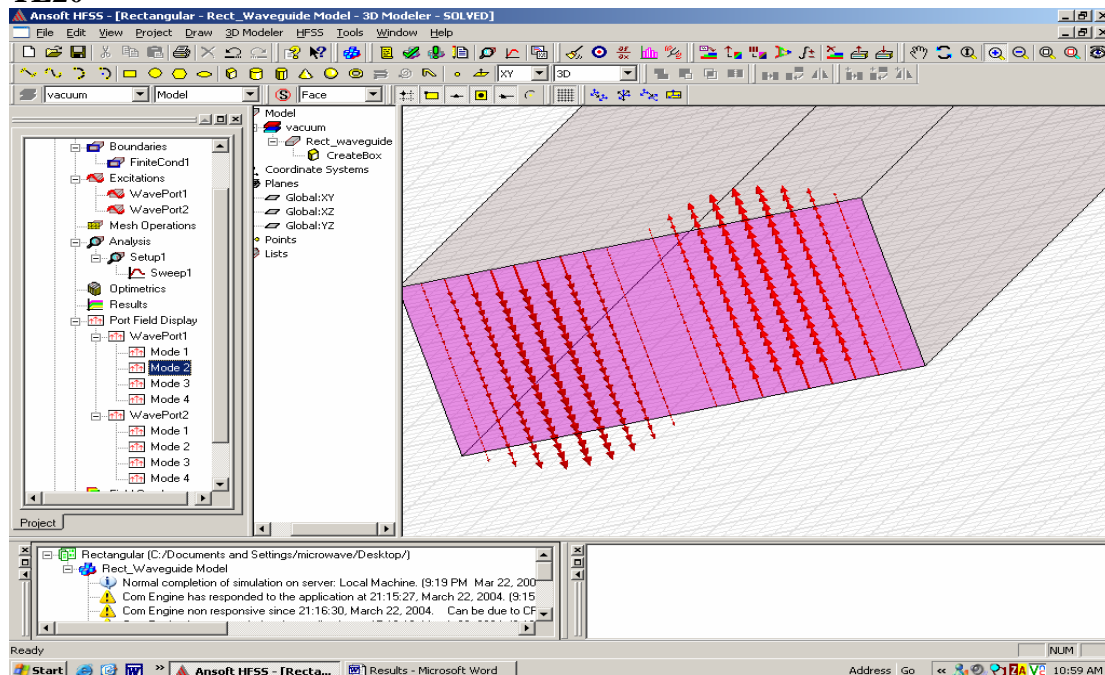 Ansoft HFSS - [Rectangular - Rect_Waveguide Model - 3D Modeler - SOLVED]
File Edit View Project Draw 3D Modeler HFSS Tools Window Help
XY 3D
vacuum Model Face
Boundaries
FiniteCond1
Excitations
WavePort1
WavePort2
Mesh Operations
Analysis
Setup1
Sweep1
Optimetrics
Results
Port Field Display
WavePort1
Mode 1
Mode 2
Mode 3
Mode 4
WavePort2
Mode 1
Mode 2
Mode 3
Mode 4
Project
Model
vacuum
Rect_waveguide
CreateBox
Coordinate Systems
Planes
Global:XY
Global:XZ
Global:YZ
Points
Lists
Rectangular (C:/Documents and Settings/microwave/Desktop/)
Rect_Waveguide Model
Normal completion of simulation on server: Local Machine. (9:19 PM Mar 22, 200
Com Engine has responded to the application at 21:15:27, March 22, 2004. (9:15
Com Engine non responsive since 21:16:30, March 22, 2004. Can be due to CF
Ready
NUM
Start Ansoft HFSS - [Recta... Results - Microsoft Word Address Go 10:59 AM